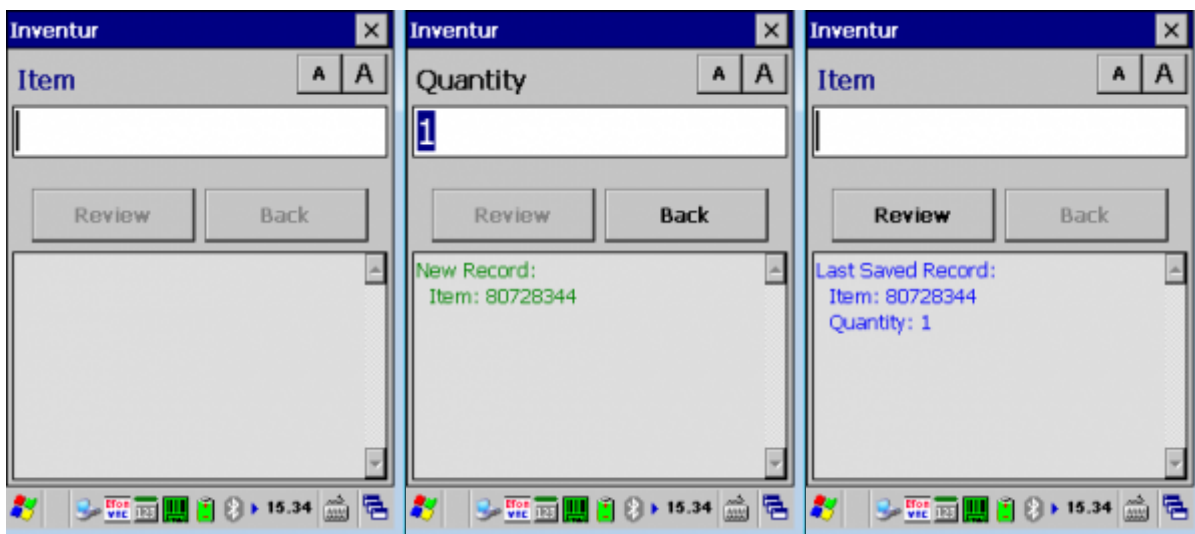 Inventur
Item
A A
Review Back
15.34
Inventur
Quantity
A A
1
Review Back
New Record:
Item: 80728344
15.34
Inventur
Item
A A
Review Back
Last Saved Record:
Item: 80728344
Quantity: 1
15.34